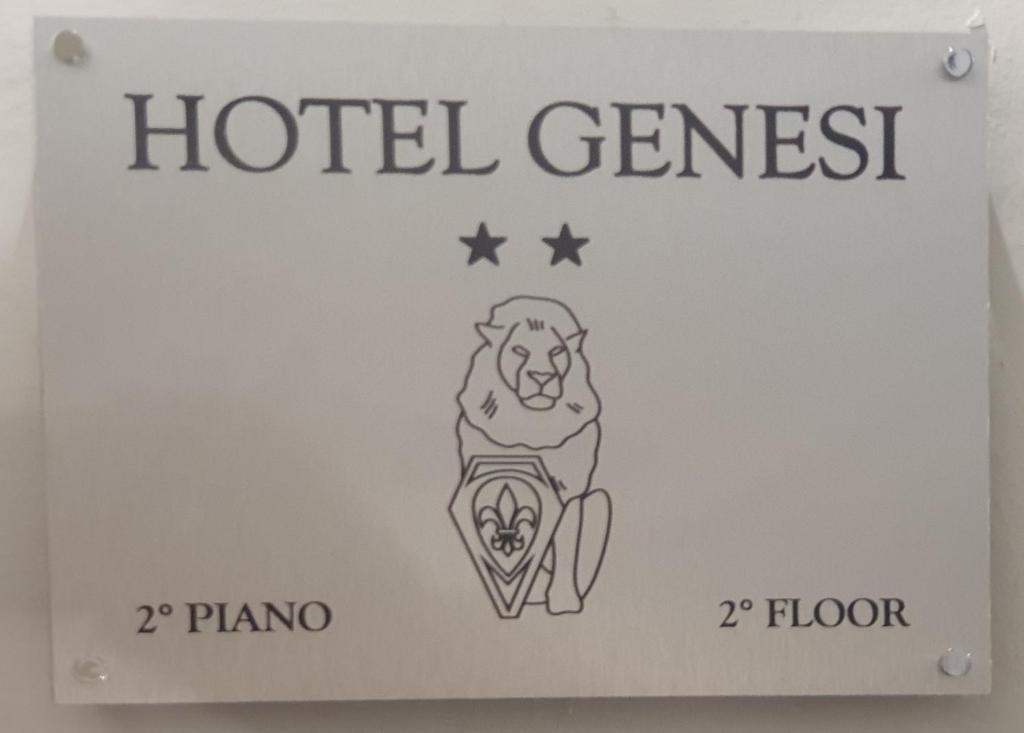 HOTEL GENESI
2° PIANO
2° FLOOR